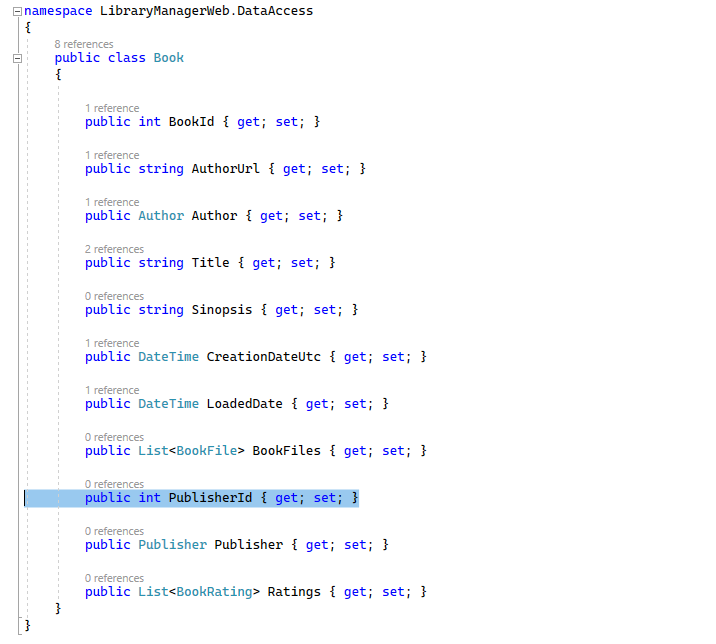 namespace LibraryManagerWeb.DataAccess
{
8 references
public class Book
{
1 reference
public int BookId { get; set; }
1 reference
public string AuthorUrl { get; set; }
1 reference
public Author Author { get; set; }
2 references
public string Title { get; set; }
0 references
public string Sinopsis { get; set; }
1 reference
public DateTime CreationDateUtc { get; set; }
1 reference
public DateTime LoadedDate { get; set; }
0 references
public List<BookFile> BookFiles { get; set; }
0 references
public int PublisherId { get; set; }
0 references
public Publisher Publisher { get; set; }
0 references
public List<BookRating> Ratings { get; set; }
}
}